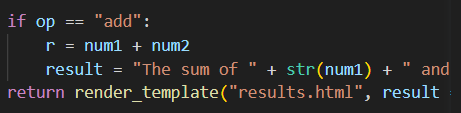 if op == "add":
    r = num1 + num2
    result = "The sum of " + str(num1) + " and
return render_template("results.html", result =